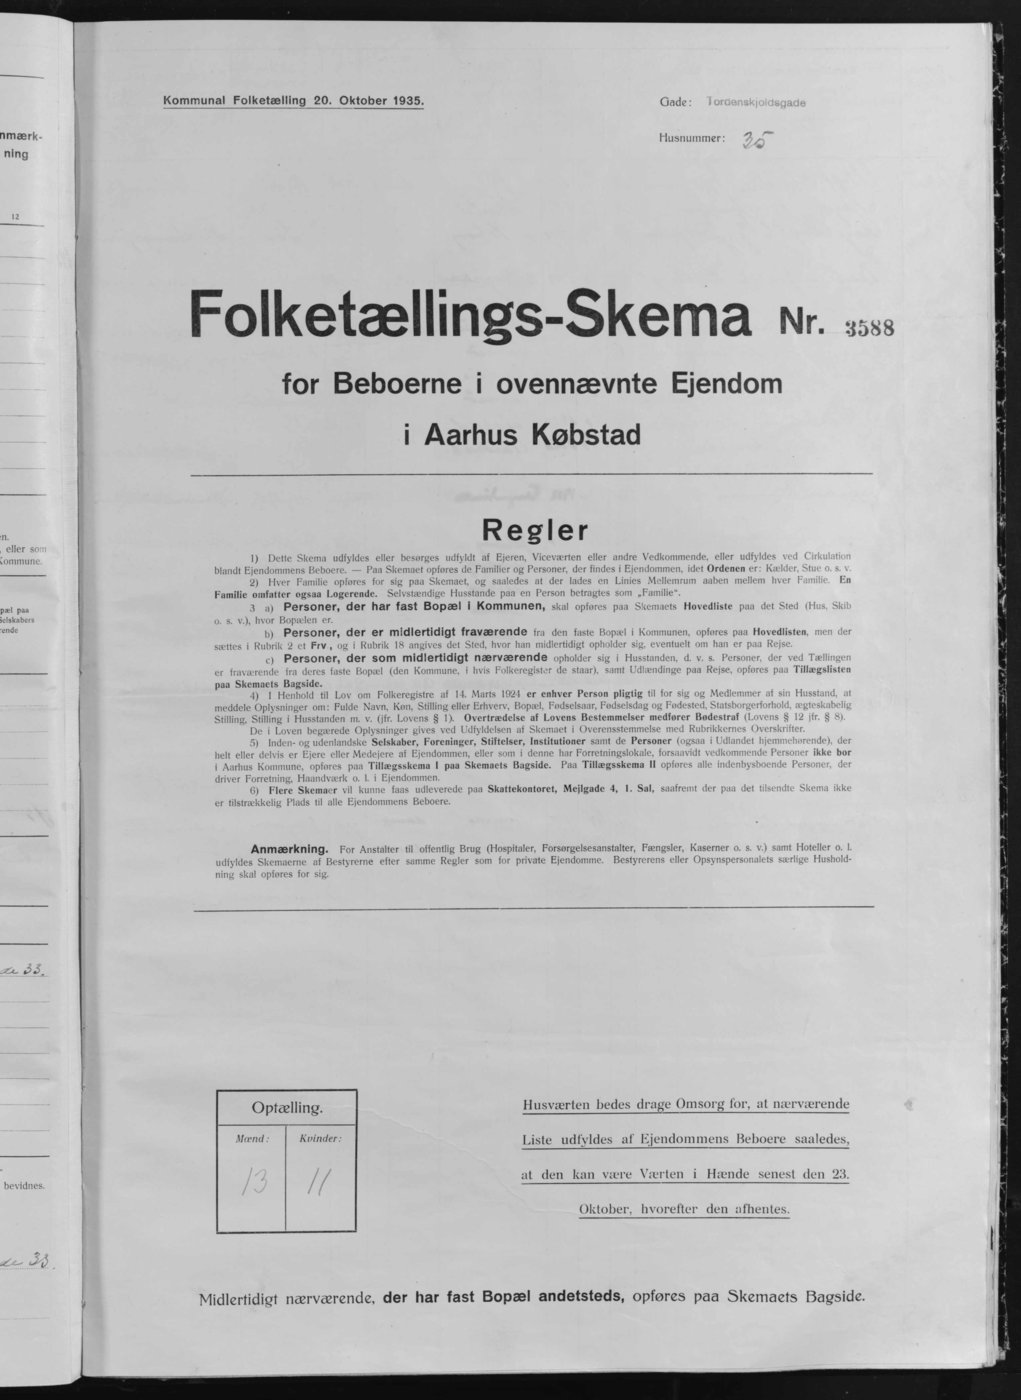 Kommunal Folketælling 20. Oktober 1935.
Gade: Tordenskjoldsgade
Husnummer: 35
nmærk-
ning
12
Folketællings-Skema Nr. 3588
for Beboerne i ovennævnte Ejendom
i Aarhus Købstad
Regler
1) Dette Skema udfyldes eller besørges udfyldt af Ejeren, Viceværten eller andre Vedkommende, eller udfyldes ved Cirkulation
blandt Ejendommens Beboere. — Paa Skemaet opføres de Familier og Personer, der findes i Ejendommen, idet Ordenen er: Kælder, Stue o. s. v.
2) Hver Familie opføres for sig paa Skemaet, og saaledes at der lades en Linies Mellemrum aaben mellem hver Familie. En
Familie omfatter ogsaa Logerende. Selvstændige Husstande paa en Person betragtes som „Familie“.
3 a) Personer, der har fast Bopæl i Kommunen, skal opføres paa Skemaets Hovedliste paa det Sted (Hus, Skib
o. s. v.), hvor Bopælen er.
b) Personer, der er midlertidigt fraværende fra den faste Bopæl i Kommunen, opføres paa Hovedlisten, men der
sættes i Rubrik 2 et Frv., og i Rubrik 18 angives det Sted, hvor han midlertidigt opholder sig, eventuelt om han er paa Rejse.
c) Personer, der som midlertidigt nærværende opholder sig i Husstanden, d. v. s. Personer, der ved Tællingen
er fraværende fra deres faste Bopæl (den Kommune, i hvis Folkeregister de staar), samt Udlændinge paa Rejse, opføres paa Tillægslisten
paa Skemaets Bagside.
4) I Henhold til Lov om Folkeregistre af 14. Marts 1924 er enhver Person pligtig til for sig og Medlemmer af sin Husstand, at
meddele Oplysninger om: Fulde Navn, Køn, Stilling eller Erhverv, Bopæl, Fødselsaar, Fødselsdag og Fødested, Statsborgerforhold, ægteskabelig
Stilling, Stilling i Husstanden m. v. (jfr. Lovens § 1). Overtrædelse af Lovens Bestemmelser medfører Bødestraf (Lovens § 12 jfr. § 8).
De i Loven begærede Oplysninger gives ved Udfyldelsen af Skemaet i Overensstemmelse med Rubrikkernes Overskrifter.
5) Inden- og udenlandske Selskaber, Foreninger, Stiftelser, Institutioner samt de Personer (ogsaa i Udlandet hjemmehørende), der
helt eller delvis er Ejere eller Medejere af Ejendommen, eller som i denne har Forretningslokale, forsaavidt vedkommende Personer ikke bor
i Aarhus Kommune, opføres paa Tillægsskema I paa Skemaets Bagside. Paa Tillægsskema II opføres alle indenbysboende Personer, der
driver Forretning, Haandværk o. l. i Ejendommen.
6) Flere Skemaer vil kunne faas udleverede paa Skattekontoret, Mejlgade 4, 1. Sal, saafremt der paa det tilsendte Skema ikke
er tilstrækkelig Plads til alle Ejendommens Beboere.
Anmærkning. For Anstalter til offentlig Brug (Hospitaler, Forsørgelsesanstalter, Fængsler, Kaserner o. s. v.) samt Hoteller o. l.
udfyldes Skemaerne af Bestyrerne efter samme Regler som for private Ejendomme. Bestyrerens eller Opsynspersonalets særlige Hushold-
ning skal opføres for sig.
en.
, eller som
Kommune.
pæl paa
Selskabers
rende
de 33.
bevidnes.
de 33.
Optælling.
Mænd: Kvinder:
13 11
Husværten bedes drage Omsorg for, at nærværende
Liste udfyldes af Ejendommens Beboere saaledes,
at den kan være Værten i Hænde senest den 23.
Oktober, hvorefter den afhentes.
Midlertidigt nærværende, der har fast Bopæl andetsteds, opføres paa Skemaets Bagside.